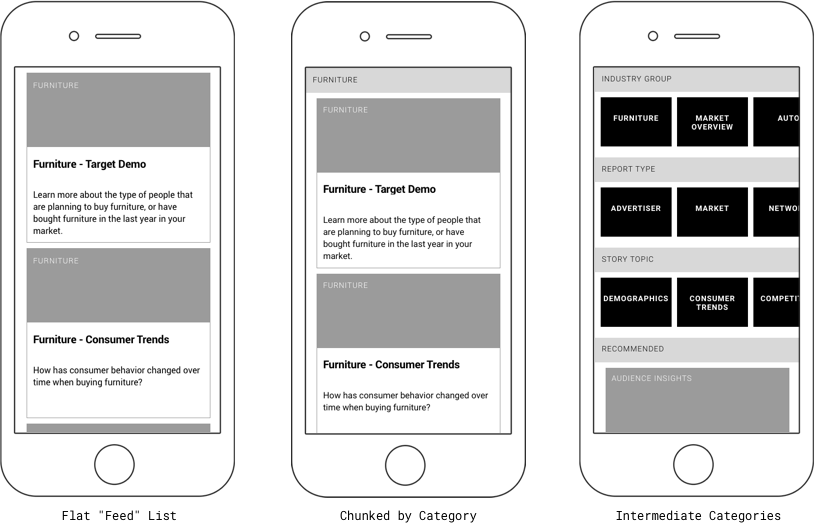 FURNITURE
Furniture - Target Demo
Learn more about the type of people that
are planning to buy furniture, or have
bought furniture in the last year in your
market.
FURNITURE
Furniture - Consumer Trends
How has consumer behavior changed over
time when buying furniture?
Flat "Feed" List
FURNITURE
FURNITURE
Furniture - Target Demo
Learn more about the type of people that
are planning to buy furniture, or have
bought furniture in the last year in your
market.
FURNITURE
Furniture - Consumer Trends
How has consumer behavior changed over
time when buying furniture?
Chunked by Category
INDUSTRY GROUP
FURNITURE
MARKET
OVERVIEW
AUTO
REPORT TYPE
ADVERTISER
MARKET
NETWO
STORY TOPIC
DEMOGRAPHICS
CONSUMER
TRENDS
COMPETIT
RECOMMENDED
AUDIENCE INSIGHTS
Intermediate Categories